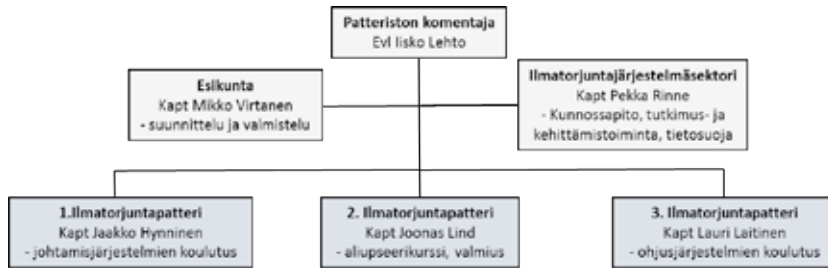 Patteriston komentaja
Evl Iisko Lehto
Esikunta
Kapt Mikko Virtanen
- suunnittelu ja valmistelu
Ilmatorjuntajärjestelmäsektori
Kapt Pekka Rinne
- Kunnossapito, tutkimus- ja
kehittämistoiminta, tietosuoja
1.Ilmatorjuntapatteri
Kapt Jaakko Hynninen
- johtamisjärjestelmien koulutus
2. Ilmatorjuntapatteri
Kapt Joonas Lind
- aliupseerikurssi, valmius
3. Ilmatorjuntapatteri
Kapt Lauri Laitinen
- ohjusjärjestelmien koulutus